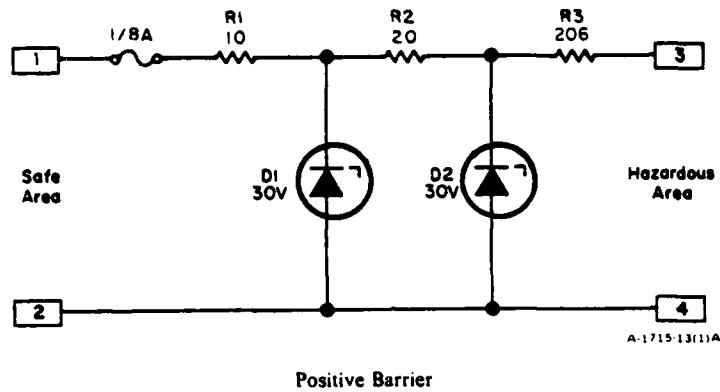 1/8A
R1
10
R2
20
R3
206
1
3
Safe
Area
D1
30V
D2
30V
Hazardous
Area
2
4
A-1715-13(1)A
Positive Barrier